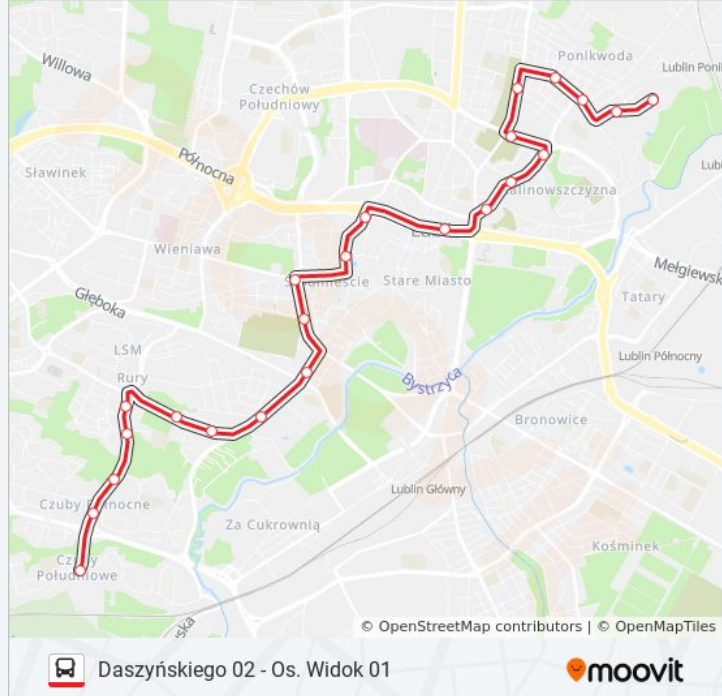 Ponikwoda
Willowa
Lublin Poni
Czechów
Południowy
Północna
Sławinek
Kalinowszczyzna
Wieniawa
Mełgiewsk
Stare Miasto
Głęboka
Tatary
LSM
Lublin Północny
Rury
Bystrzyca
Bronowice
Lublin Główny
Czuby Północne
Za Cukrownią
Czuby
Południowe
Kośminek
© OpenStreetMap contributors | © OpenMapTiles
Daszyńskiego 02 - Os. Widok 01
moovit